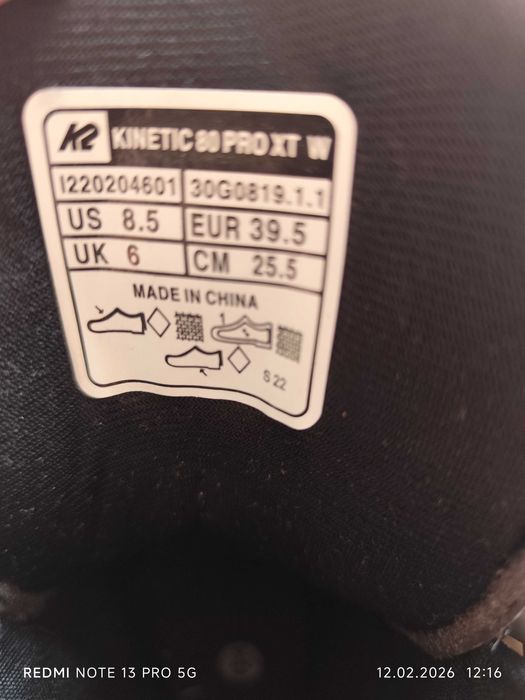 K2 KINETIC 80 PRO XT W
I220204601 30G0819.1.1
US 8.5 EUR 39.5
UK 6 CM 25.5
MADE IN CHINA
S 22
REDMI NOTE 13 PRO 5G 12.02.2026 12:16